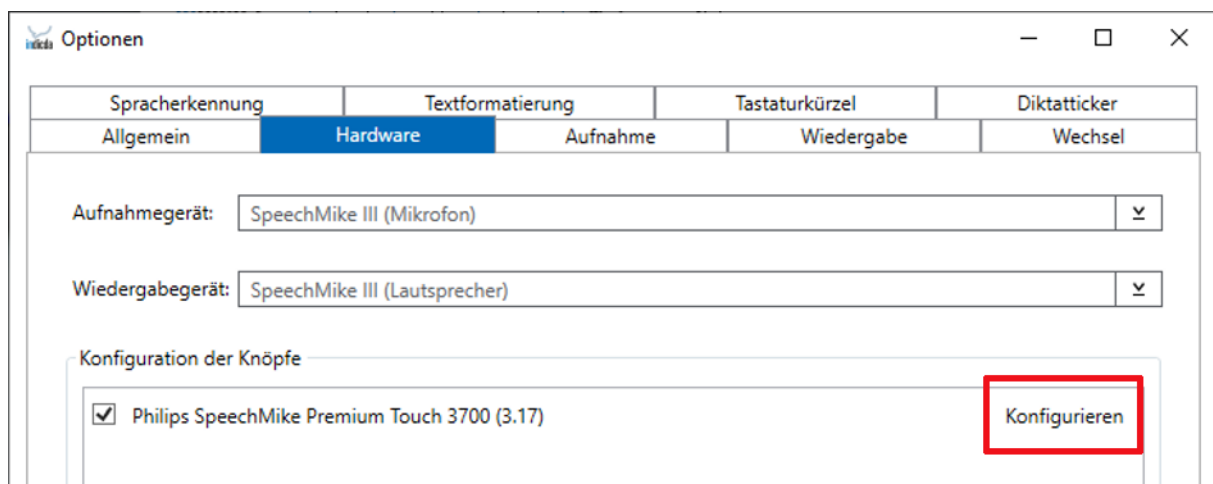 Optionen
Spracherkennung Textformatierung Tastaturkürzel Diktatticker
Allgemein Hardware Aufnahme Wiedergabe Wechsel
Aufnahmegerät: SpeechMike III (Mikrofon)
Wiedergabegerät: SpeechMike III (Lautsprecher)
Konfiguration der Knöpfe
Philips SpeechMike Premium Touch 3700 (3.17) Konfigurieren